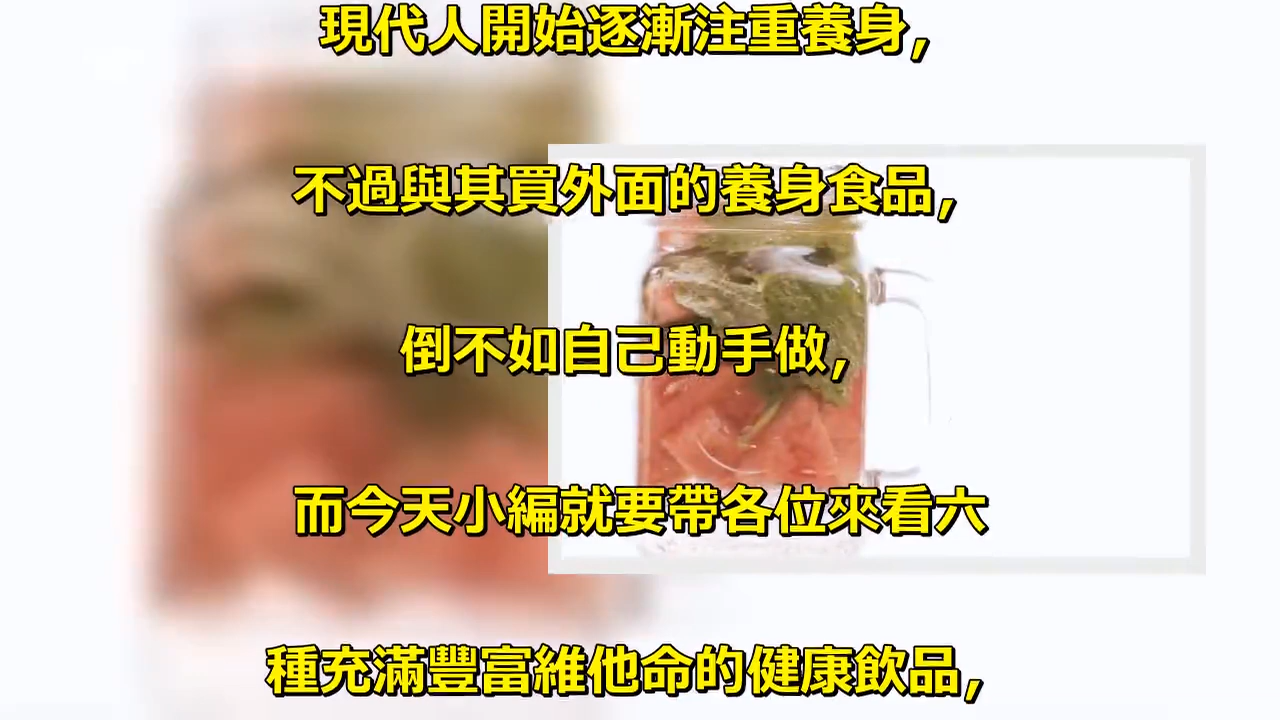 現代人開始逐漸注重養身,
不過與其買外面的養身食品,
倒不如自己動手做,
而今天小編就要帶各位來看六
種充滿豐富維他命的健康飲品,